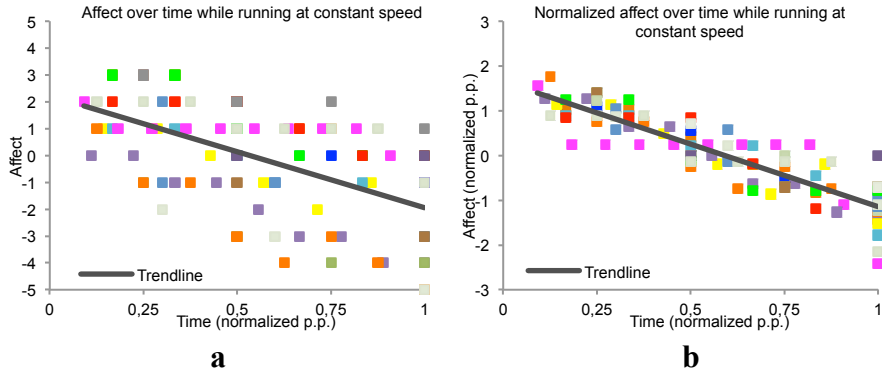 Affect over time while running at constant speed
5
4
3
2
1
0
-1
-2
-3
-4
-5
Affect
Trendline
0
0,25
0,5
0,75
1
Time (normalized p.p.)
a
Normalized affect over time while running at
constant speed
3
2
1
0
-1
-2
-3
Affect (normalized p.p.)
Trendline
0
0,25
0,5
0,75
1
Time (normalized p.p.)
b